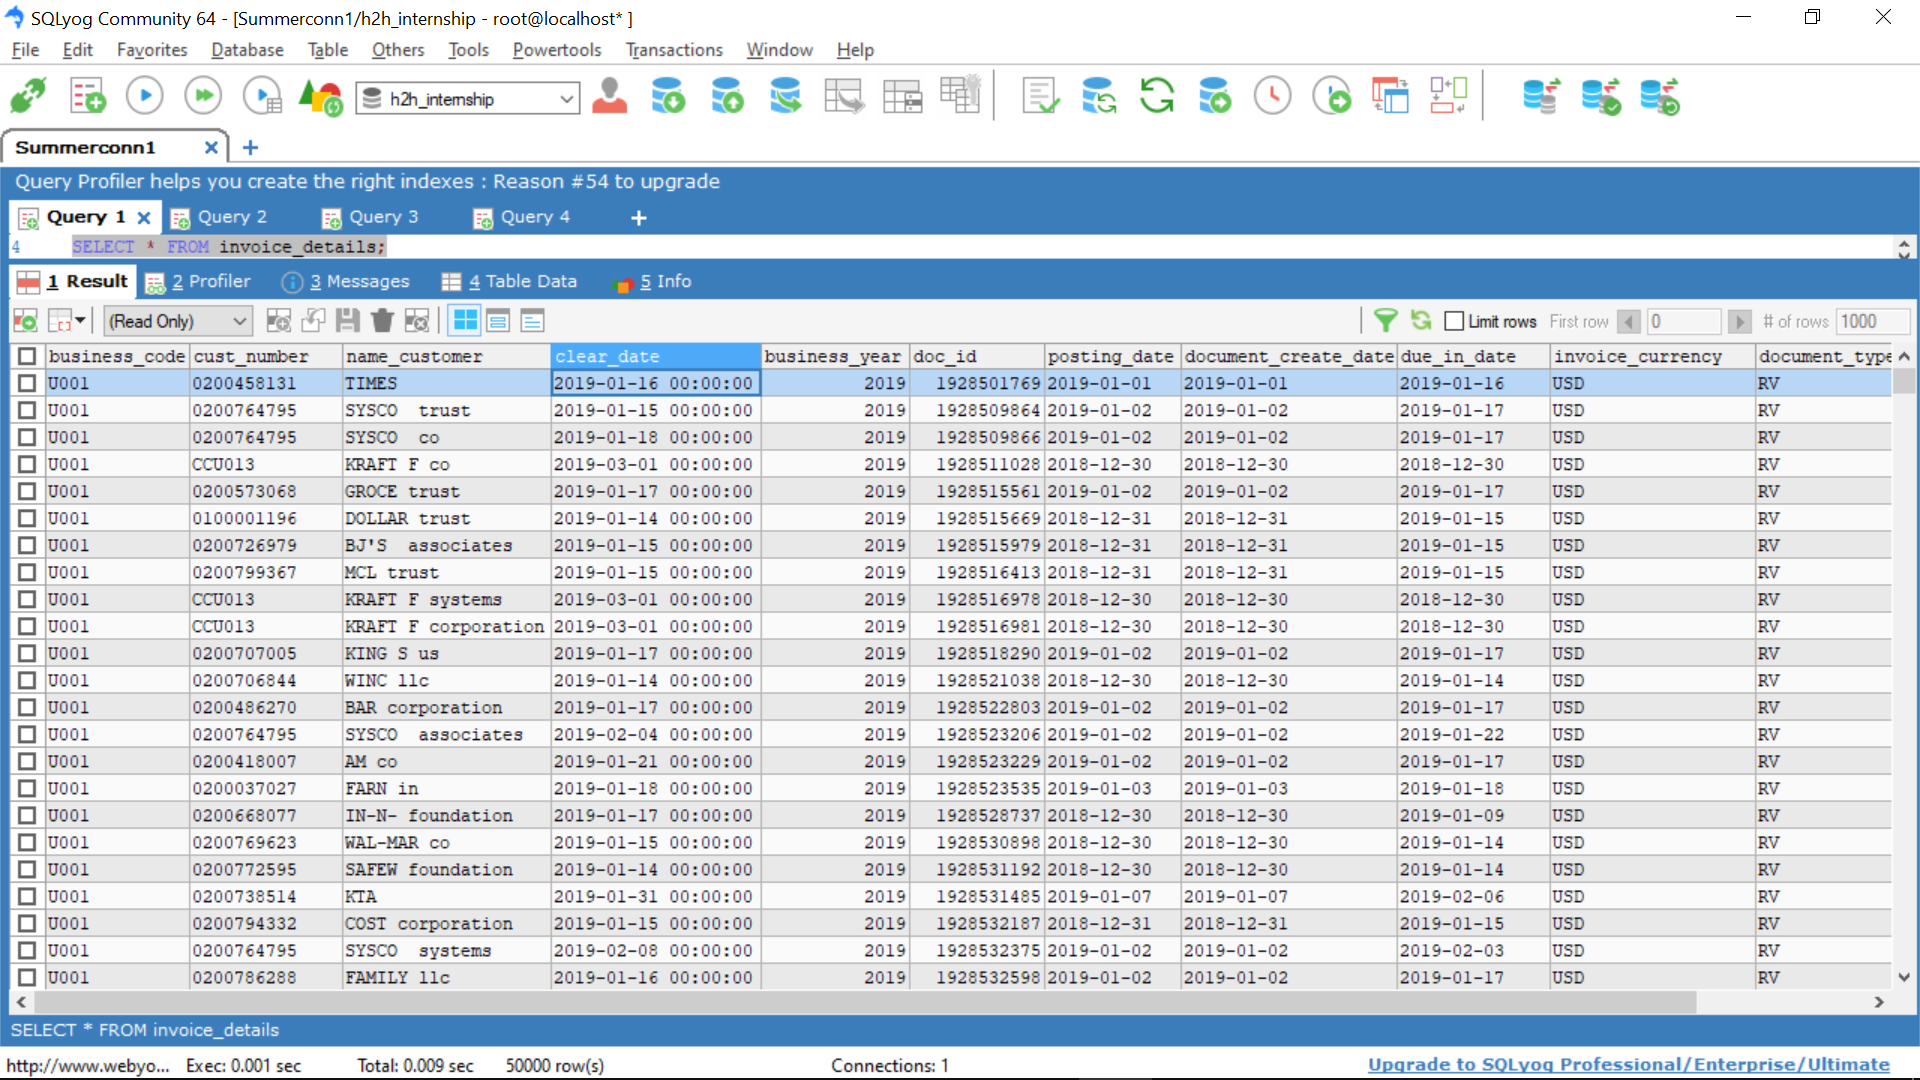 SQLyog Community 64 - [Summerconn1/h2h_internship - root@localhost* ]
File Edit Favorites Database Table Others Tools Powertools Transactions Window Help
h2h_internship
Summerconn1
Query Profiler helps you create the right indexes : Reason #54 to upgrade
Query 1 Query 2 Query 3 Query 4
4 SELECT * FROM invoice_details;
1 Result 2 Profiler 3 Messages 4 Table Data 5 Info
(Read Only) Limit rows First row 0 # of rows 1000
business_code cust_number name_customer clear_date business_year doc_id posting_date document_create_date due_in_date invoice_currency document_type
U001 0200458131 TIMES 2019-01-16 00:00:00 2019 1928501769 2019-01-01 2019-01-01 2019-01-16 USD RV
U001 0200764795 SYSCO  trust 2019-01-15 00:00:00 2019 1928509864 2019-01-02 2019-01-02 2019-01-17 USD RV
U001 0200764795 SYSCO  co 2019-01-18 00:00:00 2019 1928509866 2019-01-02 2019-01-02 2019-01-17 USD RV
U001 CCU013 KRAFT F co 2019-03-01 00:00:00 2019 1928511028 2018-12-30 2018-12-30 2018-12-30 USD RV
U001 0200573068 GROCE trust 2019-01-17 00:00:00 2019 1928515561 2019-01-02 2019-01-02 2019-01-17 USD RV
U001 0100001196 DOLLAR trust 2019-01-14 00:00:00 2019 1928515669 2018-12-31 2018-12-31 2019-01-15 USD RV
U001 0200726979 BJ'S  associates 2019-01-15 00:00:00 2019 1928515979 2018-12-31 2018-12-31 2019-01-15 USD RV
U001 0200799367 MCL trust 2019-01-15 00:00:00 2019 1928516413 2018-12-31 2018-12-31 2019-01-15 USD RV
U001 CCU013 KRAFT F systems 2019-03-01 00:00:00 2019 1928516978 2018-12-30 2018-12-30 2018-12-30 USD RV
U001 CCU013 KRAFT F corporation 2019-03-01 00:00:00 2019 1928516981 2018-12-30 2018-12-30 2018-12-30 USD RV
U001 0200707005 KING S us 2019-01-17 00:00:00 2019 1928518290 2019-01-02 2019-01-02 2019-01-17 USD RV
U001 0200706844 WINC llc 2019-01-14 00:00:00 2019 1928521038 2018-12-30 2018-12-30 2019-01-14 USD RV
U001 0200486270 BAR corporation 2019-01-17 00:00:00 2019 1928522803 2019-01-02 2019-01-02 2019-01-17 USD RV
U001 0200764795 SYSCO  associates 2019-02-04 00:00:00 2019 1928523206 2019-01-02 2019-01-02 2019-01-22 USD RV
U001 0200418007 AM co 2019-01-21 00:00:00 2019 1928523229 2019-01-02 2019-01-02 2019-01-17 USD RV
U001 0200037027 FARN in 2019-01-18 00:00:00 2019 1928523535 2019-01-03 2019-01-03 2019-01-18 USD RV
U001 0200668077 IN-N- foundation 2019-01-17 00:00:00 2019 1928528737 2018-12-30 2018-12-30 2019-01-09 USD RV
U001 0200769623 WAL-MAR co 2019-01-15 00:00:00 2019 1928530898 2018-12-30 2018-12-30 2019-01-14 USD RV
U001 0200772595 SAFEW foundation 2019-01-14 00:00:00 2019 1928531192 2018-12-30 2018-12-30 2019-01-14 USD RV
U001 0200738514 KTA 2019-01-31 00:00:00 2019 1928531485 2019-01-07 2019-01-07 2019-02-06 USD RV
U001 0200794332 COST corporation 2019-01-15 00:00:00 2019 1928532187 2018-12-31 2018-12-31 2019-01-15 USD RV
U001 0200764795 SYSCO  systems 2019-02-08 00:00:00 2019 1928532375 2019-01-02 2019-01-02 2019-02-03 USD RV
U001 0200786288 FAMILY llc 2019-01-16 00:00:00 2019 1928532598 2019-01-02 2019-01-02 2019-01-17 USD RV
SELECT * FROM invoice_details
http://www.webyo... Exec: 0.001 sec Total: 0.009 sec 50000 row(s) Connections: 1 Upgrade to SQLyog Professional/Enterprise/Ultimate